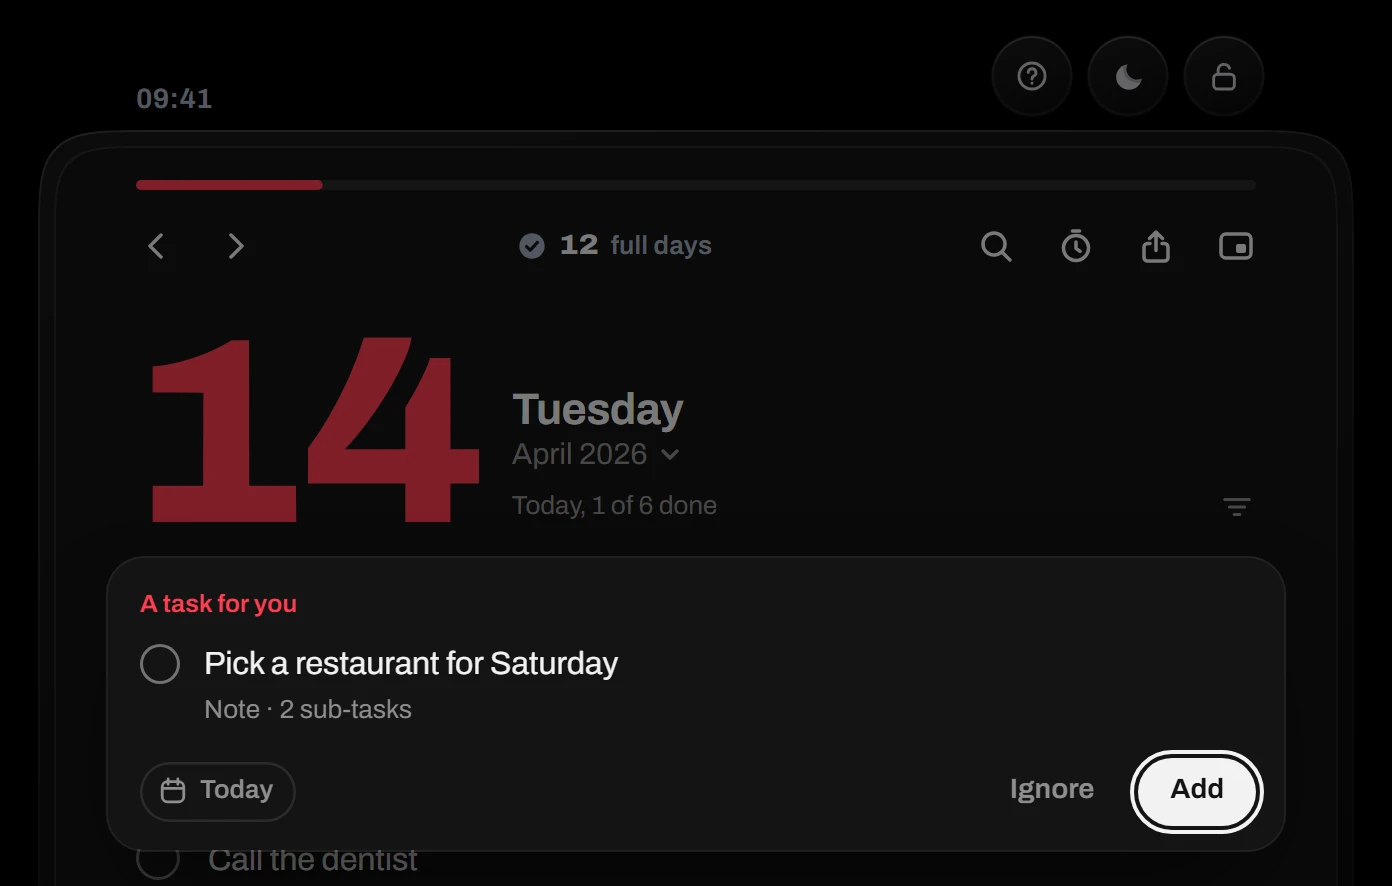 09:41
12 full days
14
Tuesday
April 2026
Today, 1 of 6 done
A task for you
Pick a restaurant for Saturday
Note · 2 sub-tasks
Today
Ignore
Add
Call the dentist